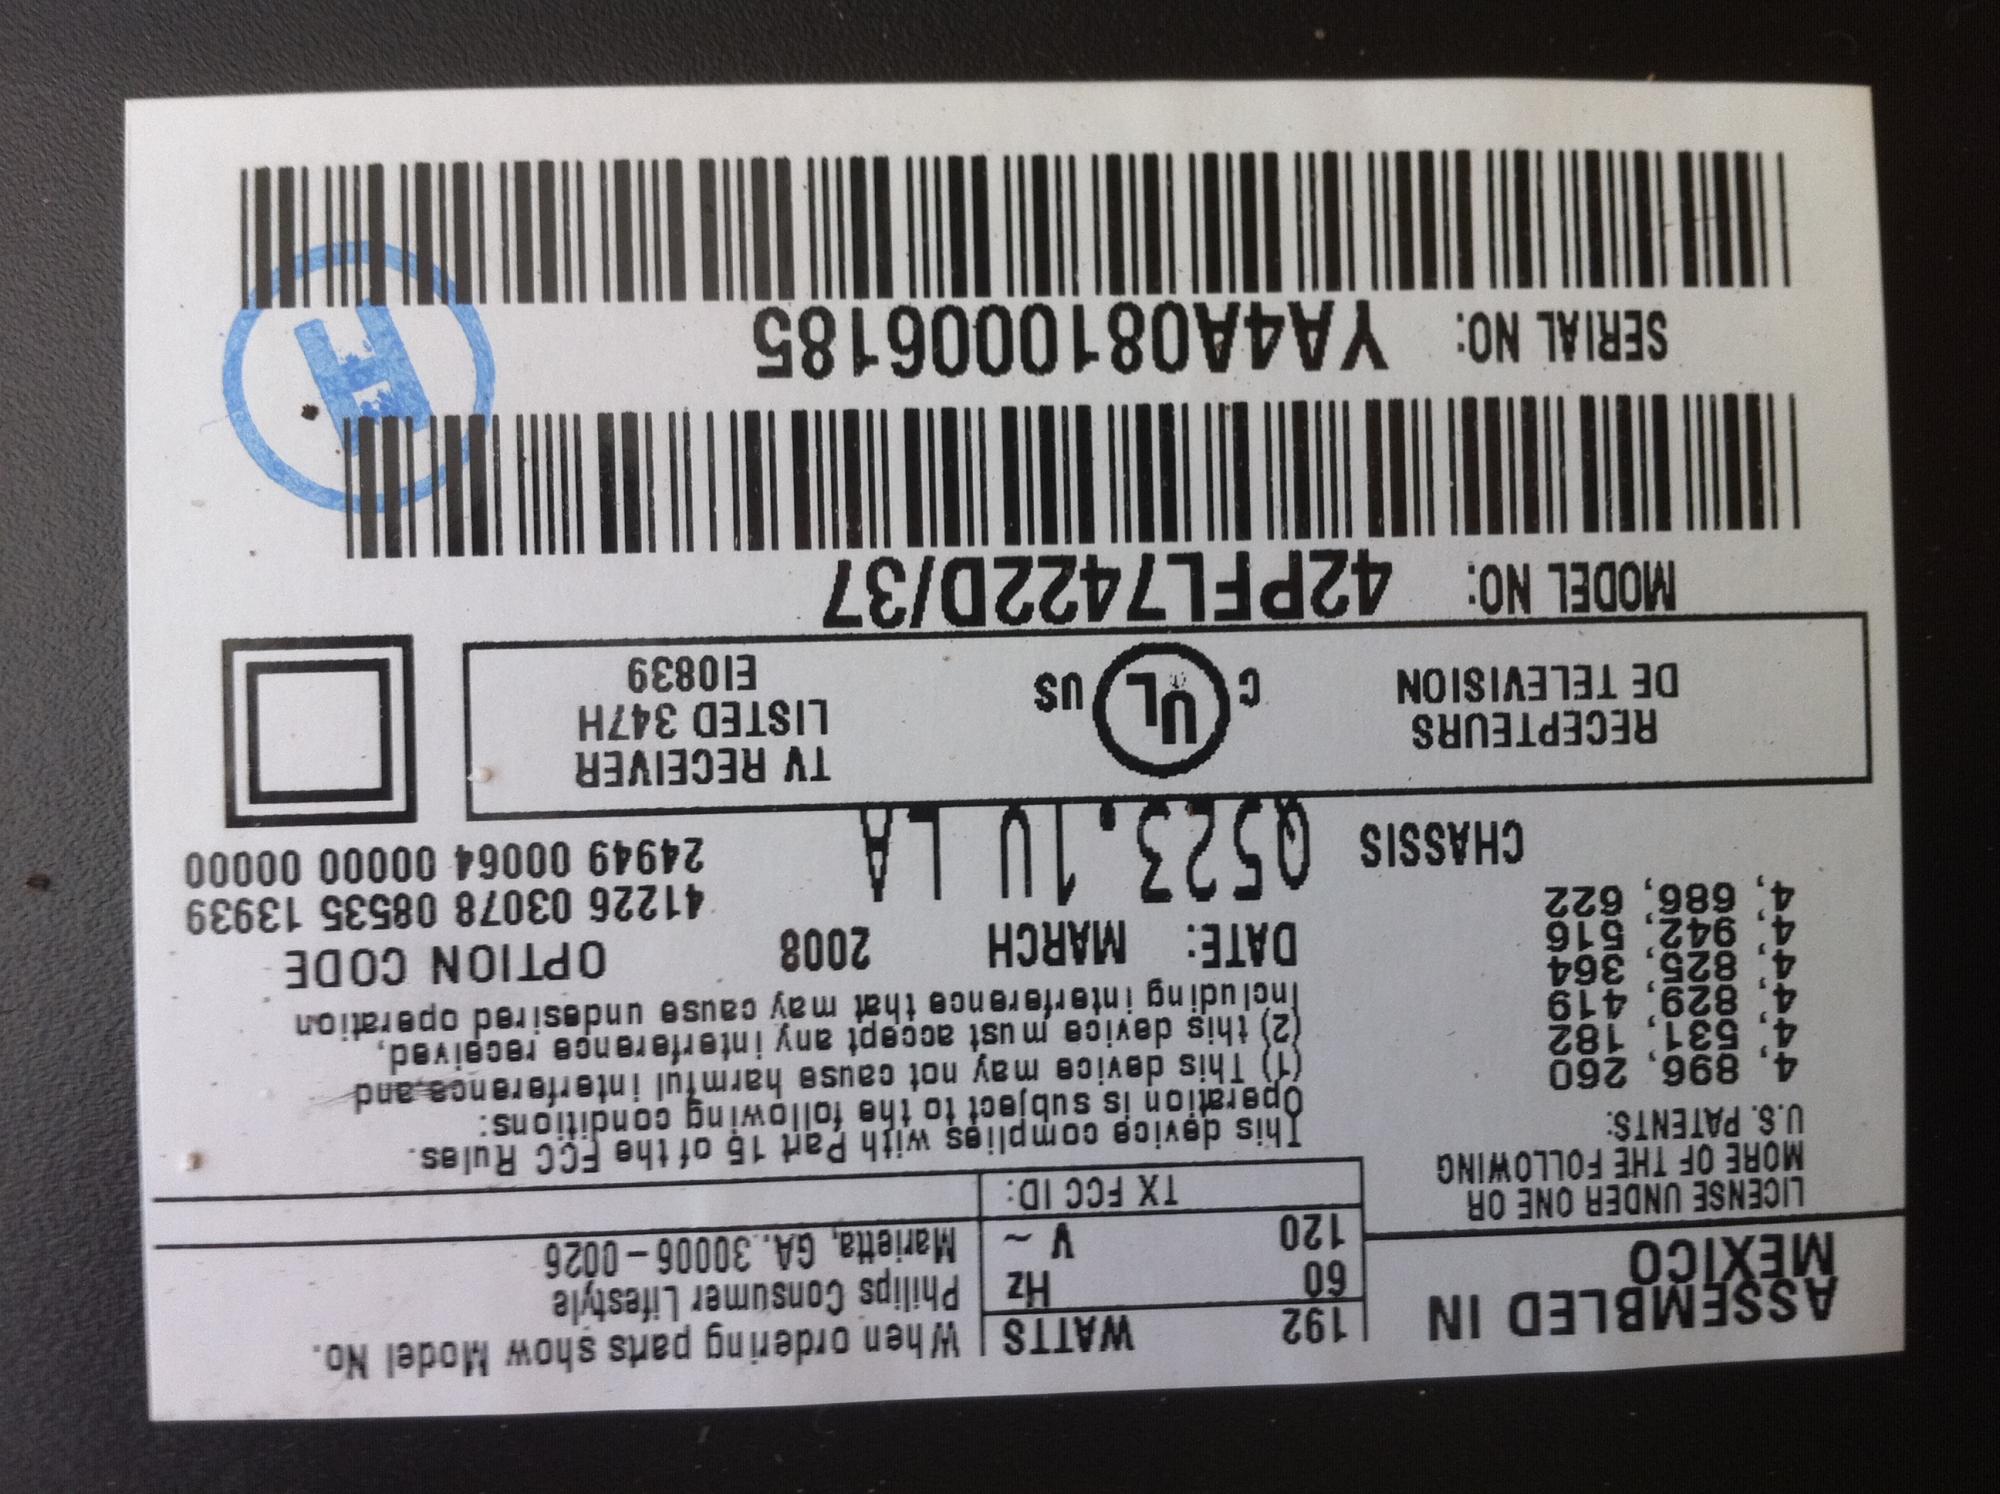 ASSEMBLED IN
MEXICO
192 WATTS
60 Hz
120 V ~
TX FCC ID:
When ordering parts show Model No.
Philips Consumer Lifestyle
Marietta, GA. 30006-0026
LICENSE UNDER ONE OR
MORE OF THE FOLLOWING
U.S. PATENTS:
4, 896, 260
4, 531, 182
4, 829, 419
4, 825, 364
4, 942, 516
4, 686, 622
This device complies with Part 15 of the FCC Rules.
Operation is subject to the following conditions:
(1) This device may not cause harmful interference,and
(2) this device must accept any interference received,
Including interference that may cause undesired operation
DATE: MARCH 2008
OPTION CODE
41226 03078 08535 13939
24949 00064 00000 00000
CHASSIS Q523.1U LA
RECEPTEURS
DE TELEVISION
C UL US
TV RECEIVER
LISTED 347H
EI0839
MODEL NO: 42PFL7422D/37
SERIAL NO: YA4A0810006185
H